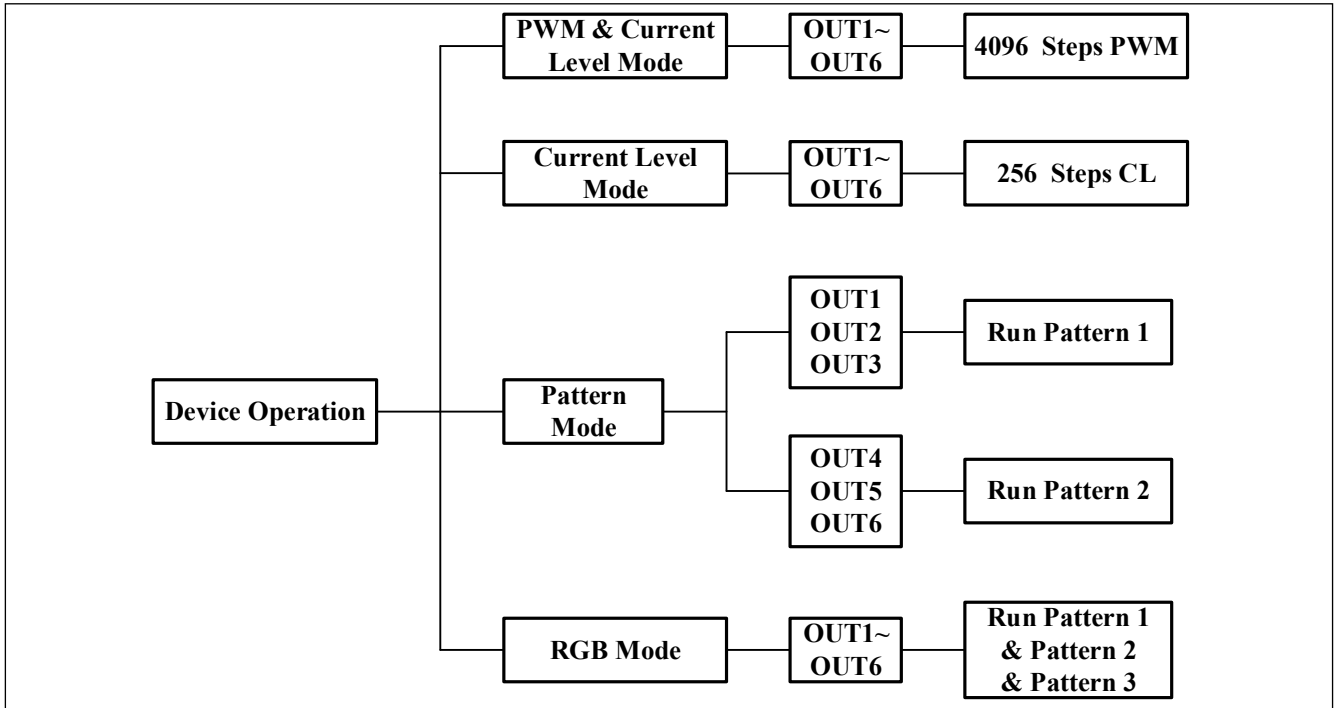 PWM & Current
Level Mode
OUT1~
OUT6
4096 Steps PWM
Current Level
Mode
OUT1~
OUT6
256 Steps CL
Device Operation
Pattern
Mode
OUT1
OUT2
OUT3
Run Pattern 1
OUT4
OUT5
OUT6
Run Pattern 2
RGB Mode
OUT1~
OUT6
Run Pattern 1
& Pattern 2
& Pattern 3